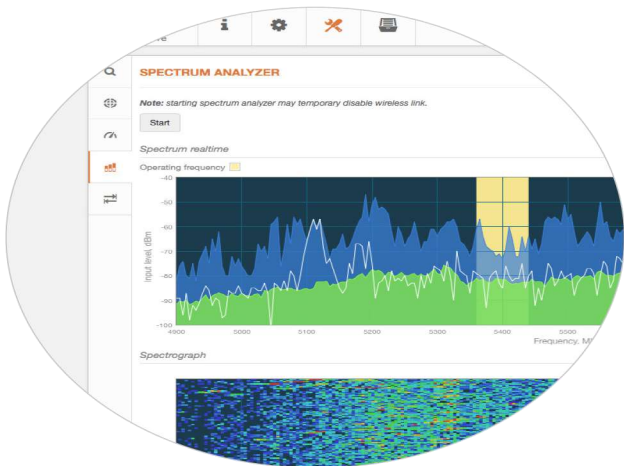 SPECTRUM ANALYZER
Note: starting spectrum analyzer may temporary disable wireless link.
Start
Spectrum realtime
Operating frequency
-40
-50
-60
-70
-80
-90
-100
Input level, dBm
4900 5000 5100 5200 5300 5400 5500
Frequency,
Spectrograph